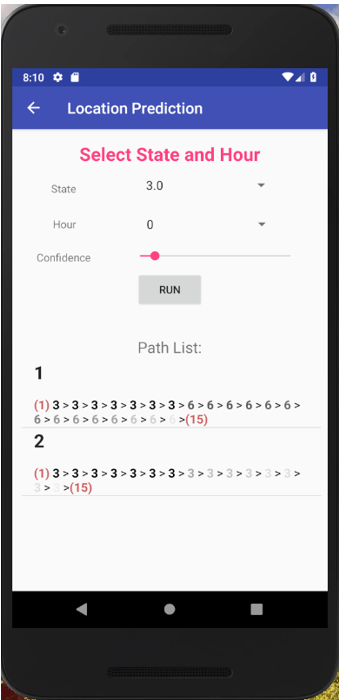 8:10
Location Prediction
Select State and Hour
State 3.0
Hour 0
Confidence
RUN
Path List:
1
(1) 3 > 3 > 3 > 3 > 3 > 3 > 3 > 6 > 6 > 6 > 6 > 6 > 6 >
6 > 6 > 6 > 6 > 6 > 6 > 6 > 6 >(15)
2
(1) 3 > 3 > 3 > 3 > 3 > 3 > 3 > 3 > 3 > 3 > 3 > 3 > 3 >
3 > 3 >(15)